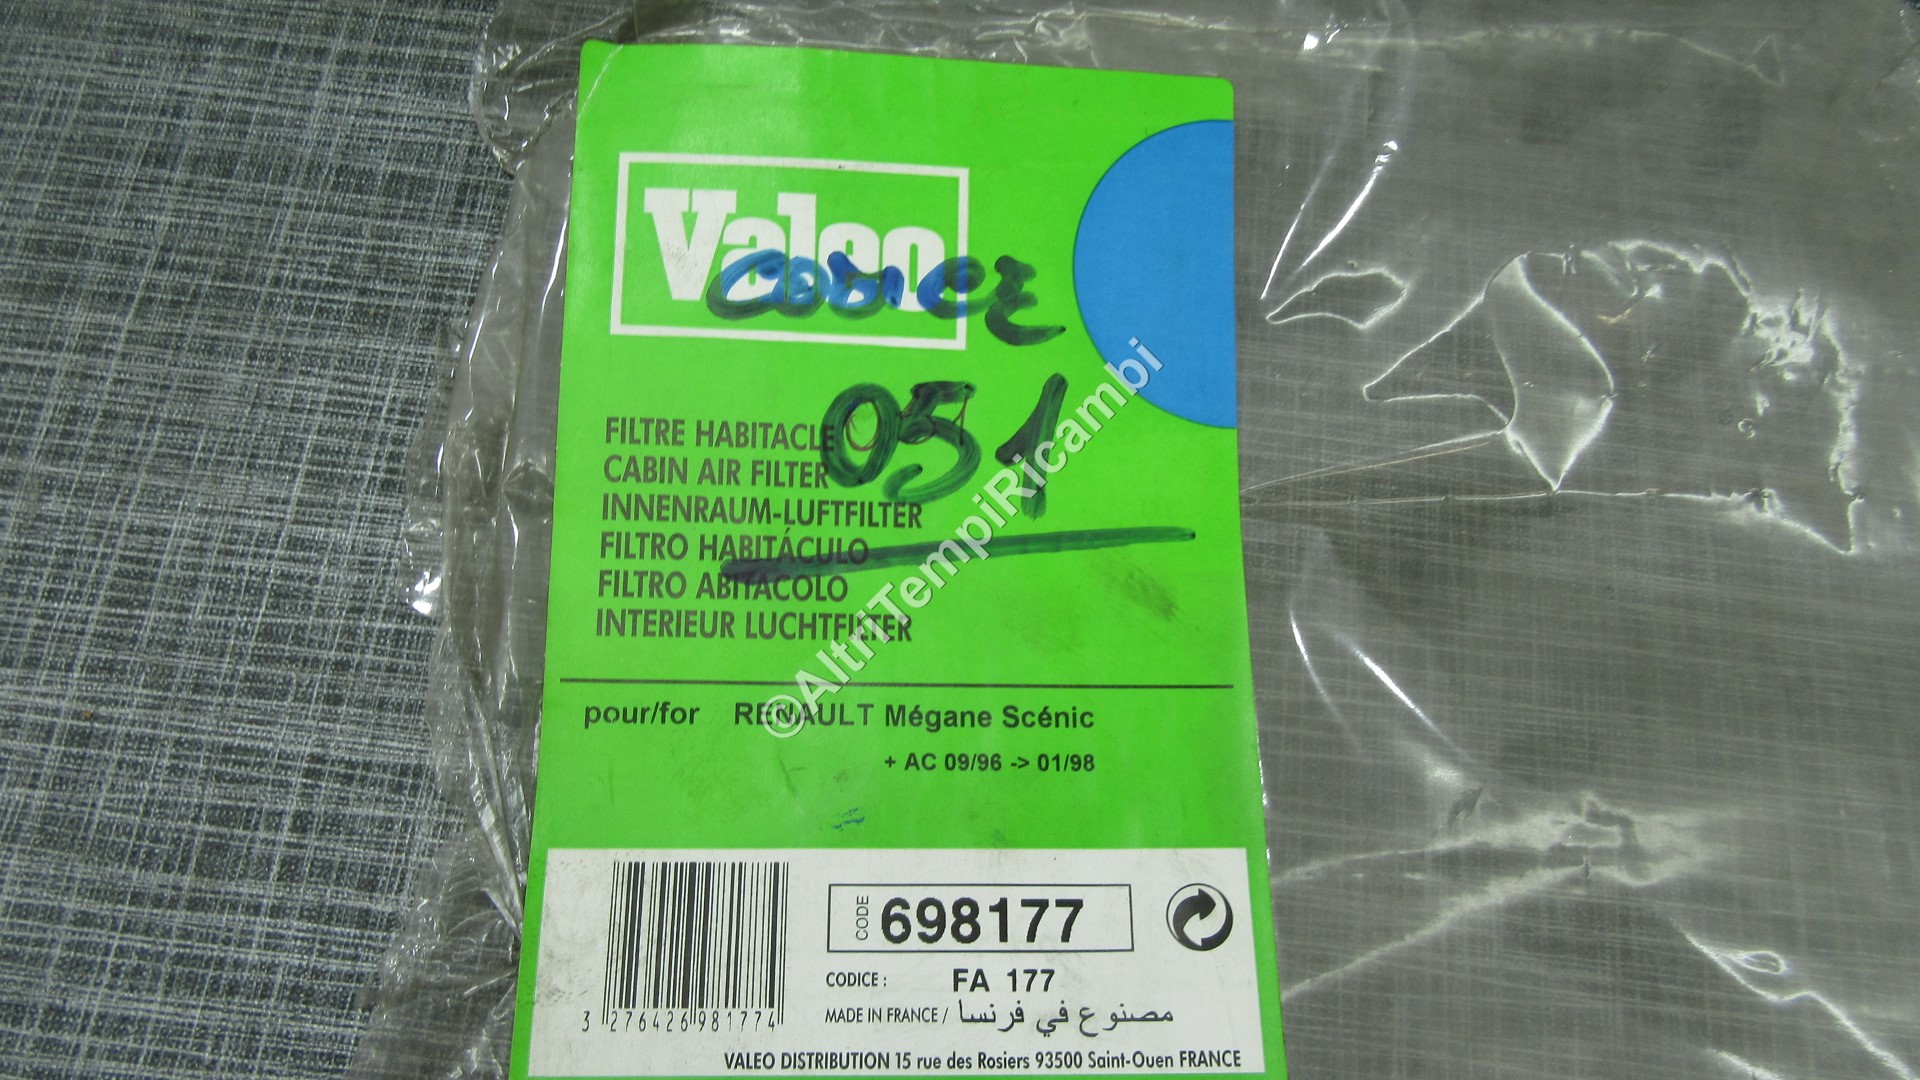 Valeo
CODICE
051
FILTRE HABITACLE
CABIN AIR FILTER
INNENRAUM-LUFTFILTER
FILTRO HABITÁCULO
FILTRO ABITACOLO
INTERIEUR LUCHTFILTER
©AltriTempiRicambi
pour/for RENAULT Mégane Scénic
+ AC 09/96 -> 01/98
CODE 698177
CODICE : FA 177
MADE IN FRANCE / مصنوع في فرنسا
3 276426 981774
VALEO DISTRIBUTION 15 rue des Rosiers 93500 Saint-Ouen FRANCE